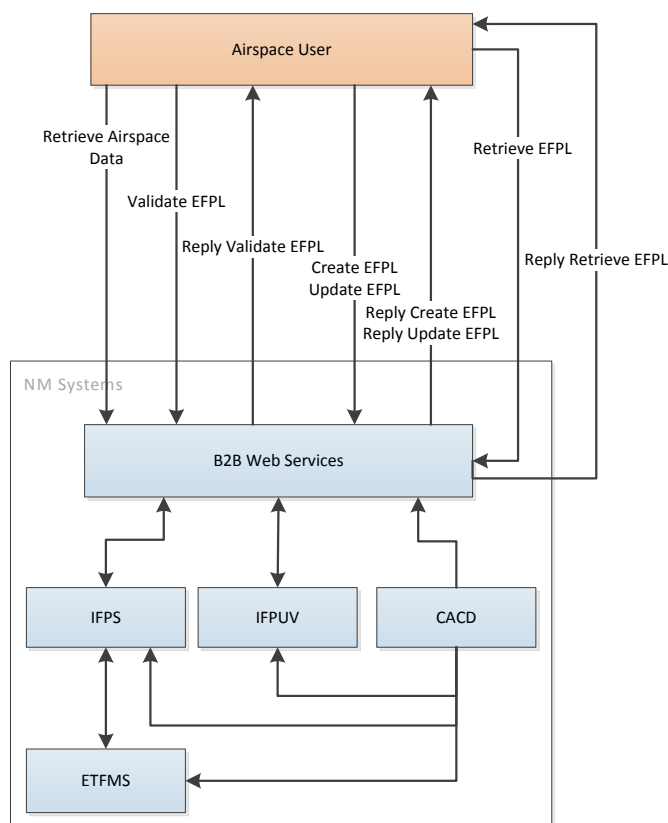 Airspace User
Retrieve Airspace
Data
Retrieve EFPL
Validate EFPL
Reply Validate EFPL
Reply Retrieve EFPL
Create EFPL
Update EFPL
Reply Create EFPL
Reply Update EFPL
NM Systems
B2B Web Services
IFPS
IFPUV
CACD
ETFMS